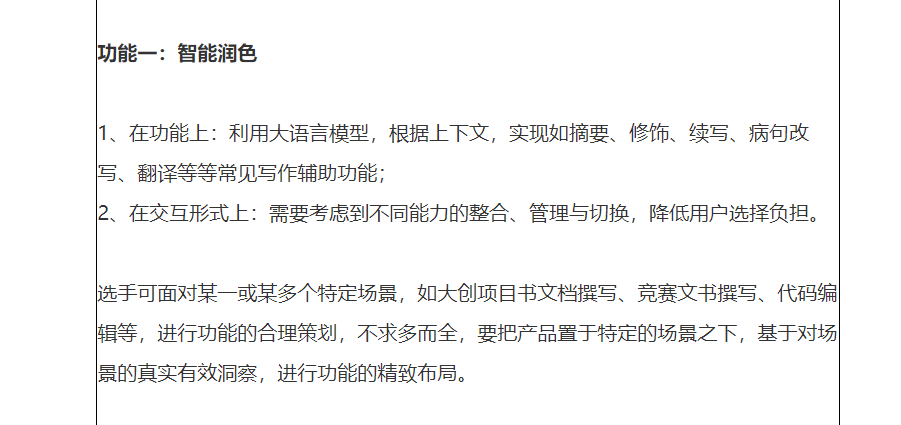 功能一：智能润色
1、在功能上：利用大语言模型，根据上下文，实现如摘要、修饰、续写、病句改
写、翻译等等常见写作辅助功能；
2、在交互形式上：需要考虑到不同能力的整合、管理与切换，降低用户选择负担。
选手可面对某一或某多个特定场景，如大创项目书文档撰写、竞赛文书撰写、代码编
辑等，进行功能的合理策划，不求多而全，要把产品置于特定的场景之下，基于对场
景的真实有效洞察，进行功能的精致布局。